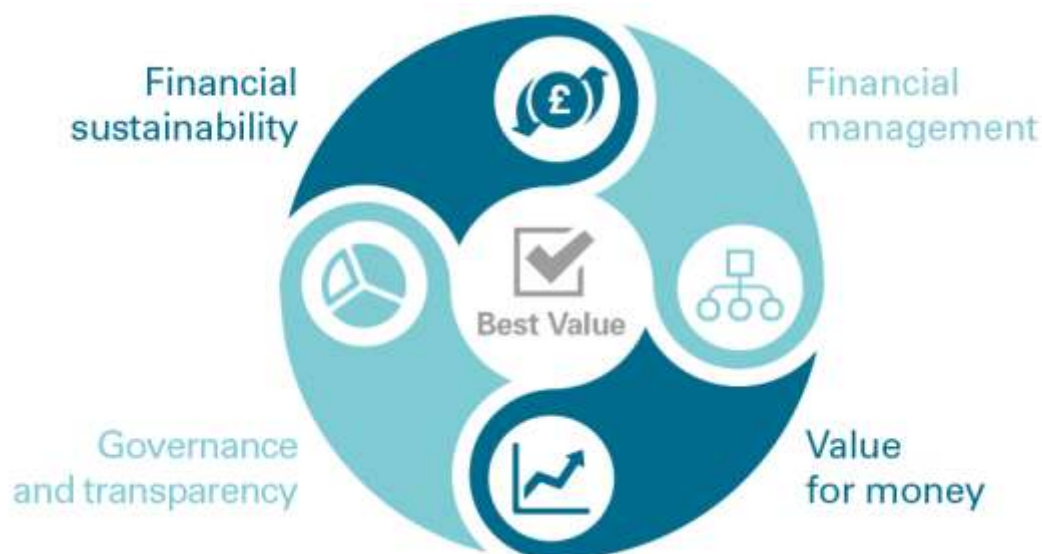 Financial
sustainability
Financial
management
£
Best Value
Governance
and transparency
Value
for money